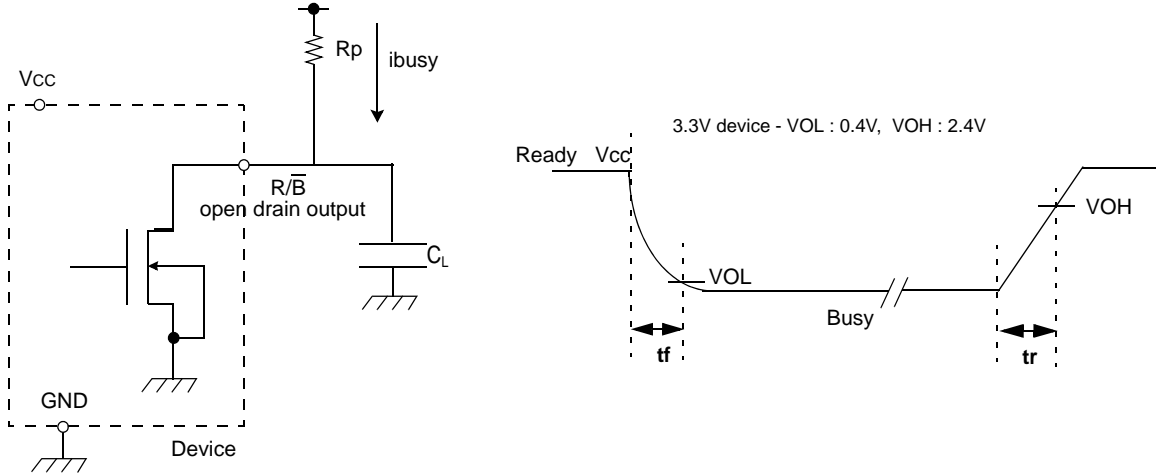 Rp
ibusy
VCC
R/B̅
open drain output
CL
GND
Device
3.3V device - VOL : 0.4V, VOH : 2.4V
Ready Vcc
VOH
VOL
Busy
tf
tr